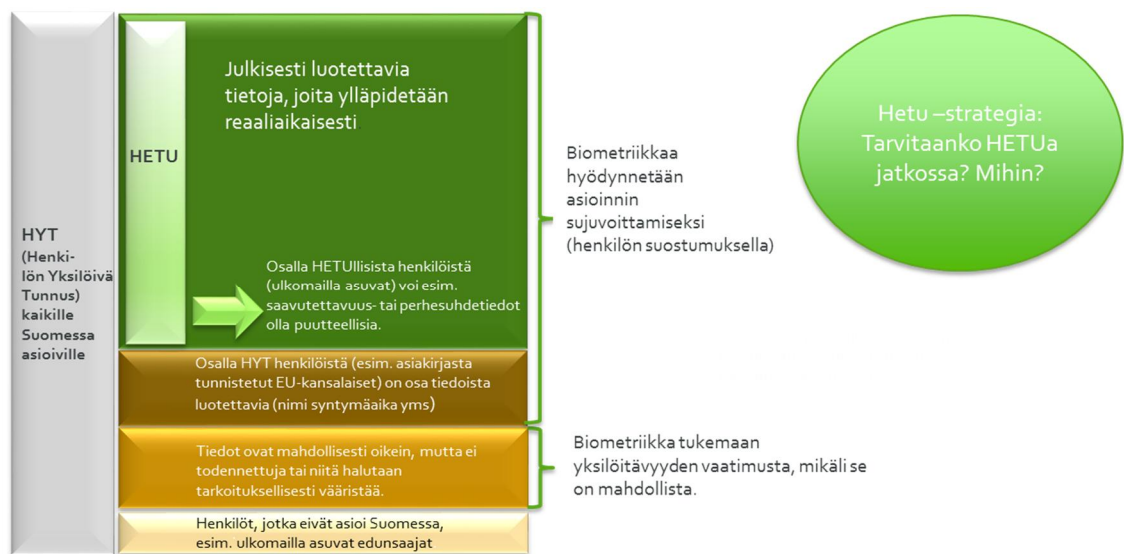 HYT
(Henki-
lön Yksilöivä
Tunnus)
kaikille
Suomessa
asioiville
HETU
Julkisesti luotettavia
tietoja, joita ylläpidetään
reaaliaikaisesti
Osalla HETUllisista henkilöistä
(ulkomailla asuvat) voi esim.
saavutettavuus- tai perhesuhdetiedot
olla puutteellisia.
Osalla HYT henkilöistä (esim. asiakirjasta
tunnistetut EU-kansalaiset) on osa tiedoista
luotettavia (nimi syntymäaika yms)
Tiedot ovat mahdollisesti oikein, mutta ei
todennettuja tai niitä halutaan
tarkoituksellisesti vääristää.
Henkilöt, jotka eivät asioi Suomessa,
esim. ulkomailla asuvat edunsaajat
Biometriikkaa
hyödynnetään
asioinnin
sujuvoittamiseksi
(henkilön suostumuksella)
Biometriikka tukemaan
yksilöitävyyden vaatimusta, mikäli se
on mahdollista.
Hetu –strategia:
Tarvitaanko HETUa
jatkossa? Mihin?